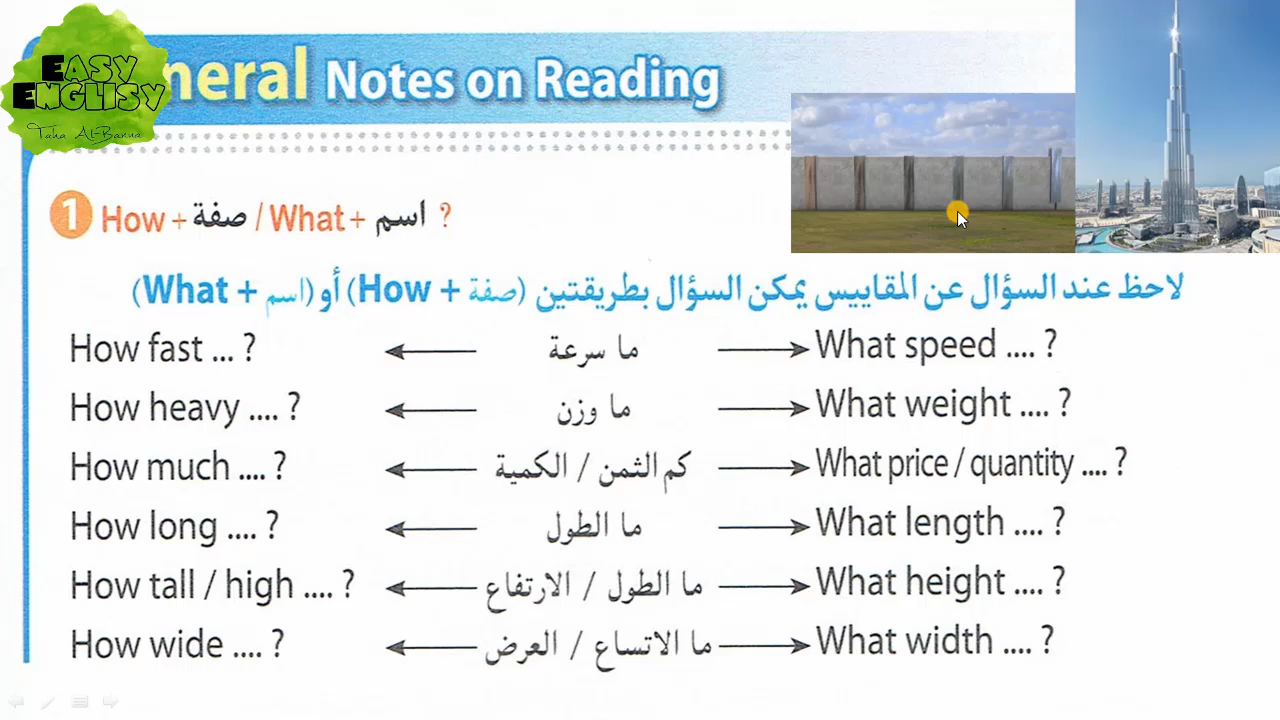 EASY
ENGLISY
Taha Al-Banna
neral Notes on Reading
1 How + صفة / What + اسم ?
لاحظ عند السؤال عن المقاييس يمكن السؤال بطريقتين (How + صفة) أو (What + اسم)
How fast ... ? ما سرعة What speed .... ?
How heavy .... ? ما وزن What weight .... ?
How much .... ? كم الثمن / الكمية What price / quantity .... ?
How long .... ? ما الطول What length .... ?
How tall / high .... ? ما الطول / الارتفاع What height .... ?
How wide .... ? ما الاتساع / العرض What width .... ?